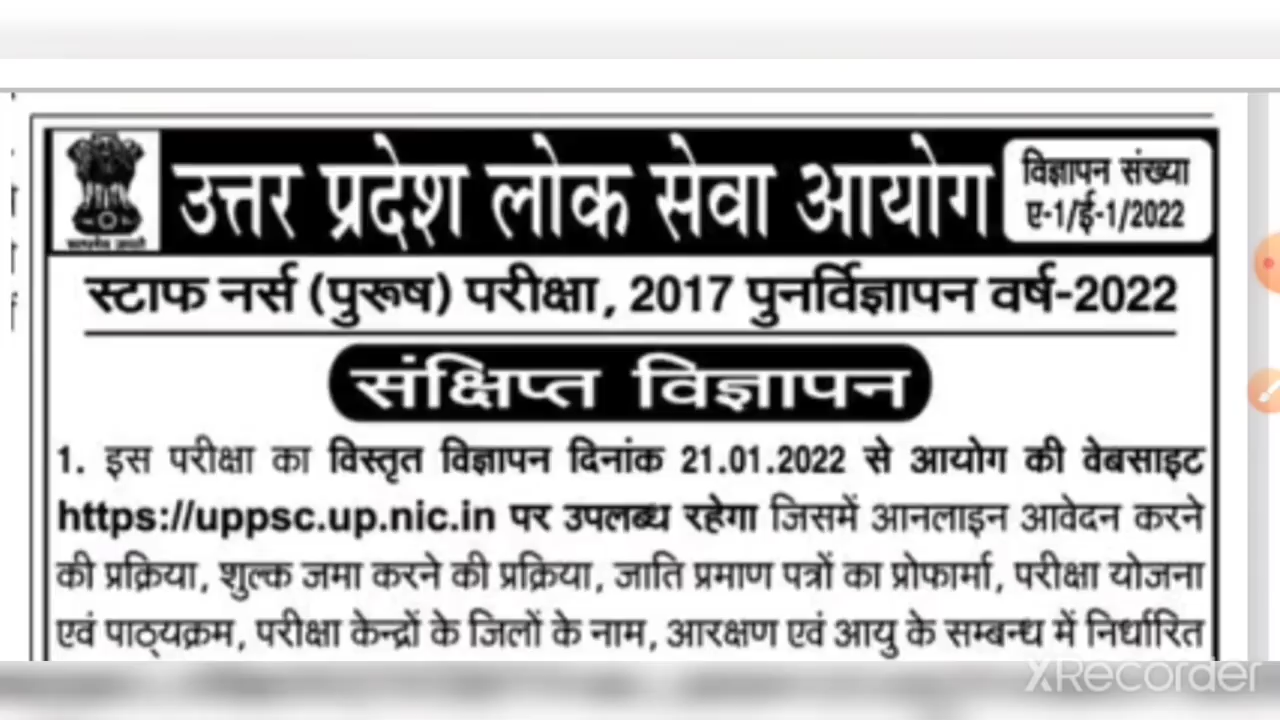 उत्तर प्रदेश लोक सेवा आयोग
विज्ञापन संख्या
ए-1/ई-1/2022
स्टाफ नर्स (पुरूष) परीक्षा, 2017 पुनर्विज्ञापन वर्ष-2022
संक्षिप्त विज्ञापन
1. इस परीक्षा का विस्तृत विज्ञापन दिनांक 21.01.2022 से आयोग की वेबसाइट
https://uppsc.up.nic.in पर उपलब्ध रहेगा जिसमें आनलाइन आवेदन करने
की प्रक्रिया, शुल्क जमा करने की प्रक्रिया, जाति प्रमाण पत्रों का प्रोफार्मा, परीक्षा योजना
एवं पाठ्यक्रम, परीक्षा केन्द्रों के जिलों के नाम, आरक्षण एवं आयु के सम्बन्ध में निर्धारित
XRecorder